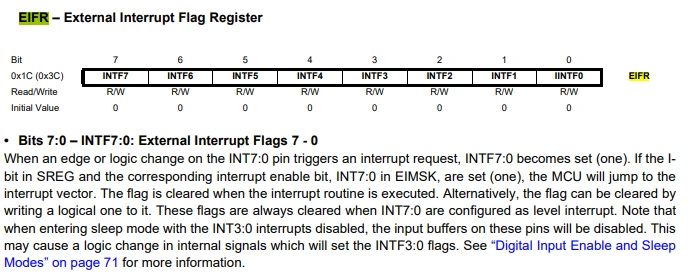 EIFR – External Interrupt Flag Register
Bit 7 6 5 4 3 2 1 0
0x1C (0x3C) INTF7 INTF6 INTF5 INTF4 INTF3 INTF2 INTF1 IINTF0 EIFR
Read/Write R/W R/W R/W R/W R/W R/W R/W R/W
Initial Value 0 0 0 0 0 0 0 0
• Bits 7:0 – INTF7:0: External Interrupt Flags 7 - 0
When an edge or logic change on the INT7:0 pin triggers an interrupt request, INTF7:0 becomes set (one). If the I-
bit in SREG and the corresponding interrupt enable bit, INT7:0 in EIMSK, are set (one), the MCU will jump to the
interrupt vector. The flag is cleared when the interrupt routine is executed. Alternatively, the flag can be cleared by
writing a logical one to it. These flags are always cleared when INT7:0 are configured as level interrupt. Note that
when entering sleep mode with the INT3:0 interrupts disabled, the input buffers on these pins will be disabled. This
may cause a logic change in internal signals which will set the INTF3:0 flags. See “Digital Input Enable and Sleep
Modes” on page 71 for more information.